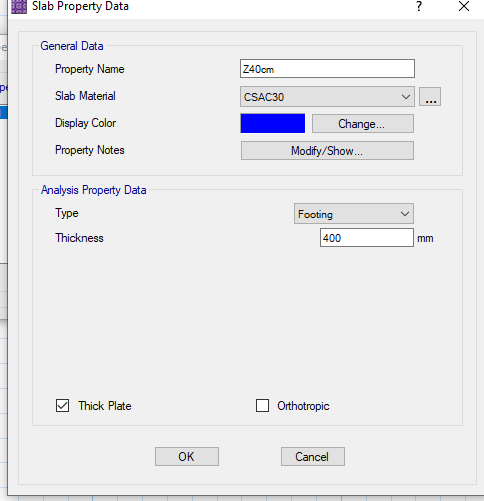 Slab Property Data ? ×
General Data
Property Name Z40cm
Slab Material CSAC30 ...
Display Color Change...
Property Notes Modify/Show...
Analysis Property Data
Type Footing
Thickness 400 mm
Thick Plate Orthotropic
OK Cancel